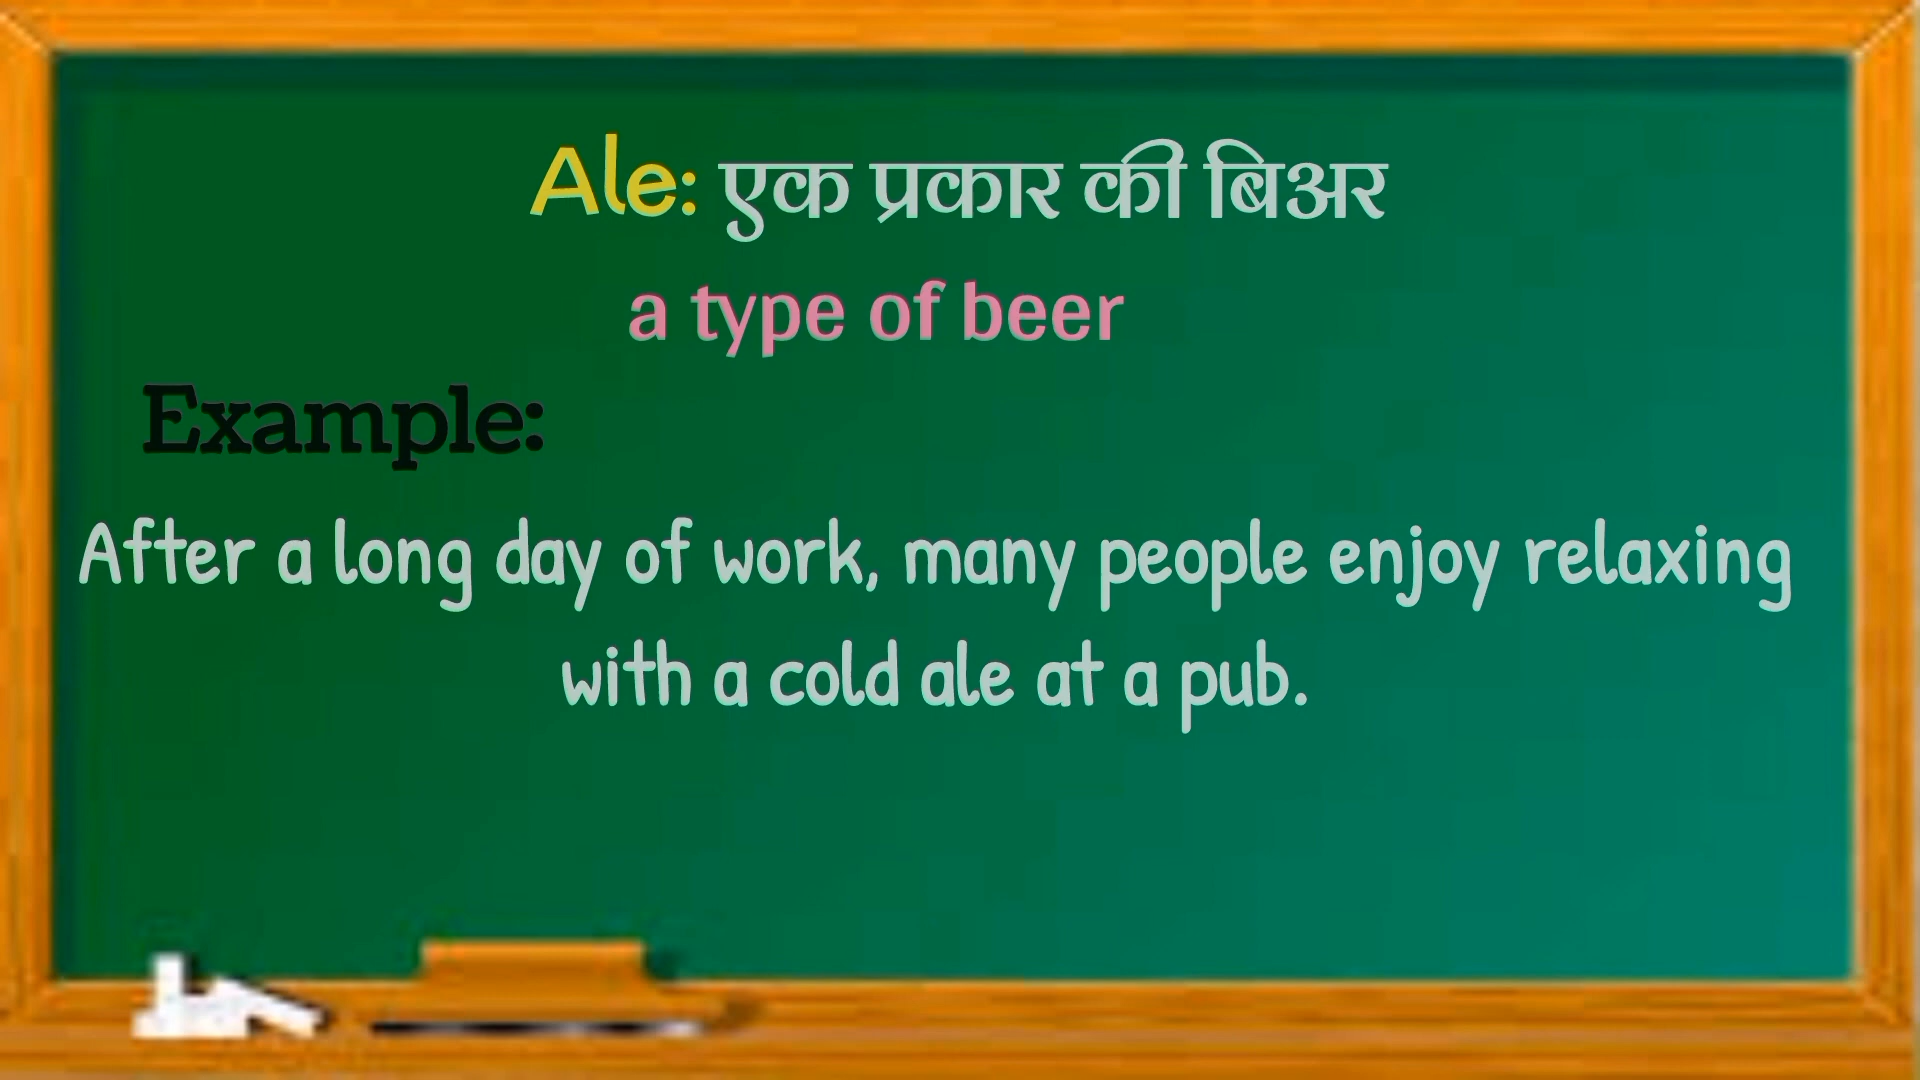 Ale: एक प्रकार की बिअर
a type of beer
Example:
After a long day of work, many people enjoy relaxing
with a cold ale at a pub.